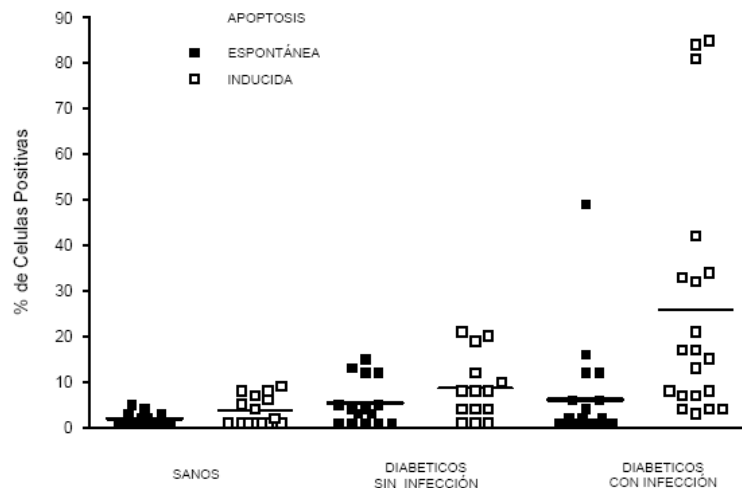 APOPTOSIS
ESPONTÁNEA
INDUCIDA
% de Celulas Positivas
90
80
70
60
50
40
30
20
10
0
SANOS
DIABETICOS
SIN INFECCIÓN
DIABETICOS
CON INFECCIÓN